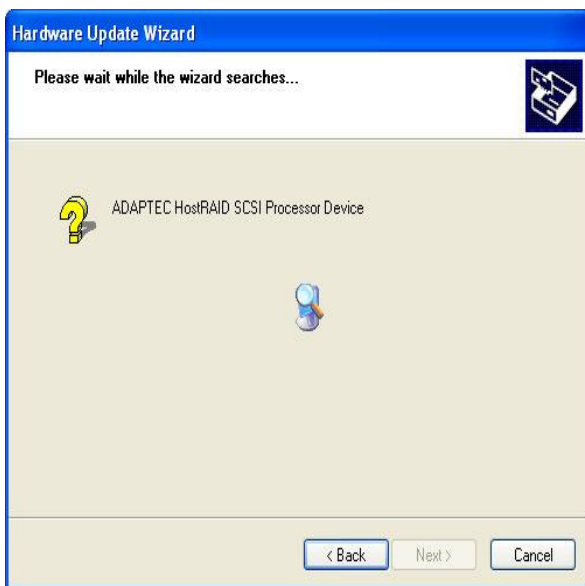 Hardware Update Wizard
Please wait while the wizard searches...
ADAPTEC HostRAID SCSI Processor Device
< Back Next > Cancel